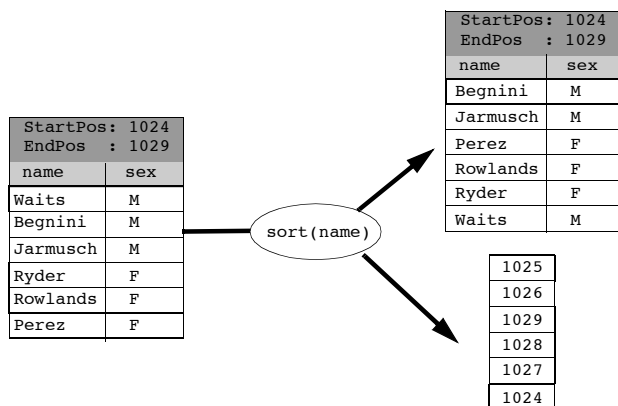 StartPos: 1024
EndPos : 1029
name sex
Waits M
Begnini M
Jarmusch M
Ryder F
Rowlands F
Perez F
sort(name)
StartPos: 1024
EndPos : 1029
name sex
Begnini M
Jarmusch M
Perez F
Rowlands F
Ryder F
Waits M
1025
1026
1029
1028
1027
1024